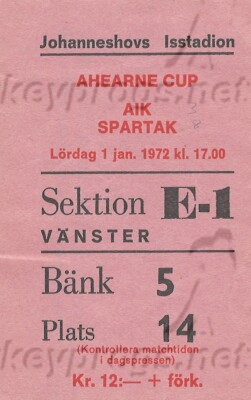 Johanneshovs Isstadion
AHEARNE CUP
AIK
SPARTAK
Lördag 1 jan. 1972 kl. 17.00
Sektion E-1
VÄNSTER
Bänk 5
Plats 14
(Kontrollera matchtiden
i dagspressen)
Kr. 12:— + förk.